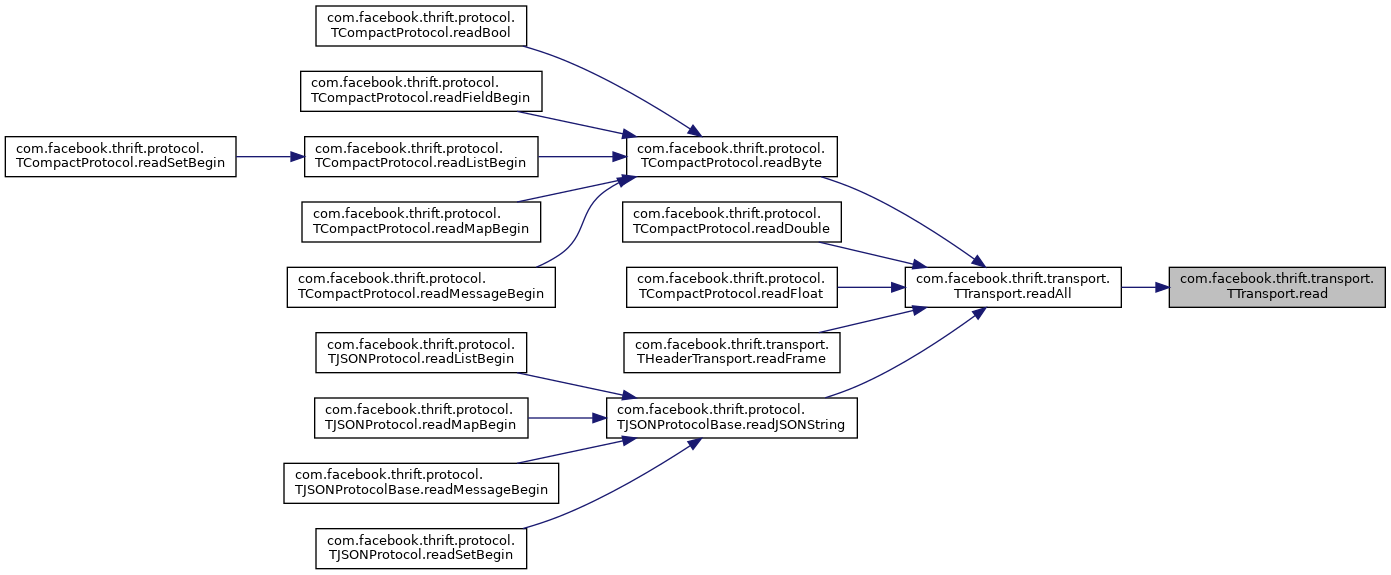 com.facebook.thrift.protocol.
TCompactProtocol.readBool
com.facebook.thrift.protocol.
TCompactProtocol.readFieldBegin
com.facebook.thrift.protocol.
TCompactProtocol.readSetBegin
com.facebook.thrift.protocol.
TCompactProtocol.readListBegin
com.facebook.thrift.protocol.
TCompactProtocol.readByte
com.facebook.thrift.protocol.
TCompactProtocol.readMapBegin
com.facebook.thrift.protocol.
TCompactProtocol.readDouble
com.facebook.thrift.protocol.
TCompactProtocol.readMessageBegin
com.facebook.thrift.protocol.
TCompactProtocol.readFloat
com.facebook.thrift.transport.
TTransport.readAll
com.facebook.thrift.transport.
TTransport.read
com.facebook.thrift.protocol.
TJSONProtocol.readListBegin
com.facebook.thrift.transport.
THeaderTransport.readFrame
com.facebook.thrift.protocol.
TJSONProtocol.readMapBegin
com.facebook.thrift.protocol.
TJSONProtocolBase.readJSONString
com.facebook.thrift.protocol.
TJSONProtocolBase.readMessageBegin
com.facebook.thrift.protocol.
TJSONProtocol.readSetBegin